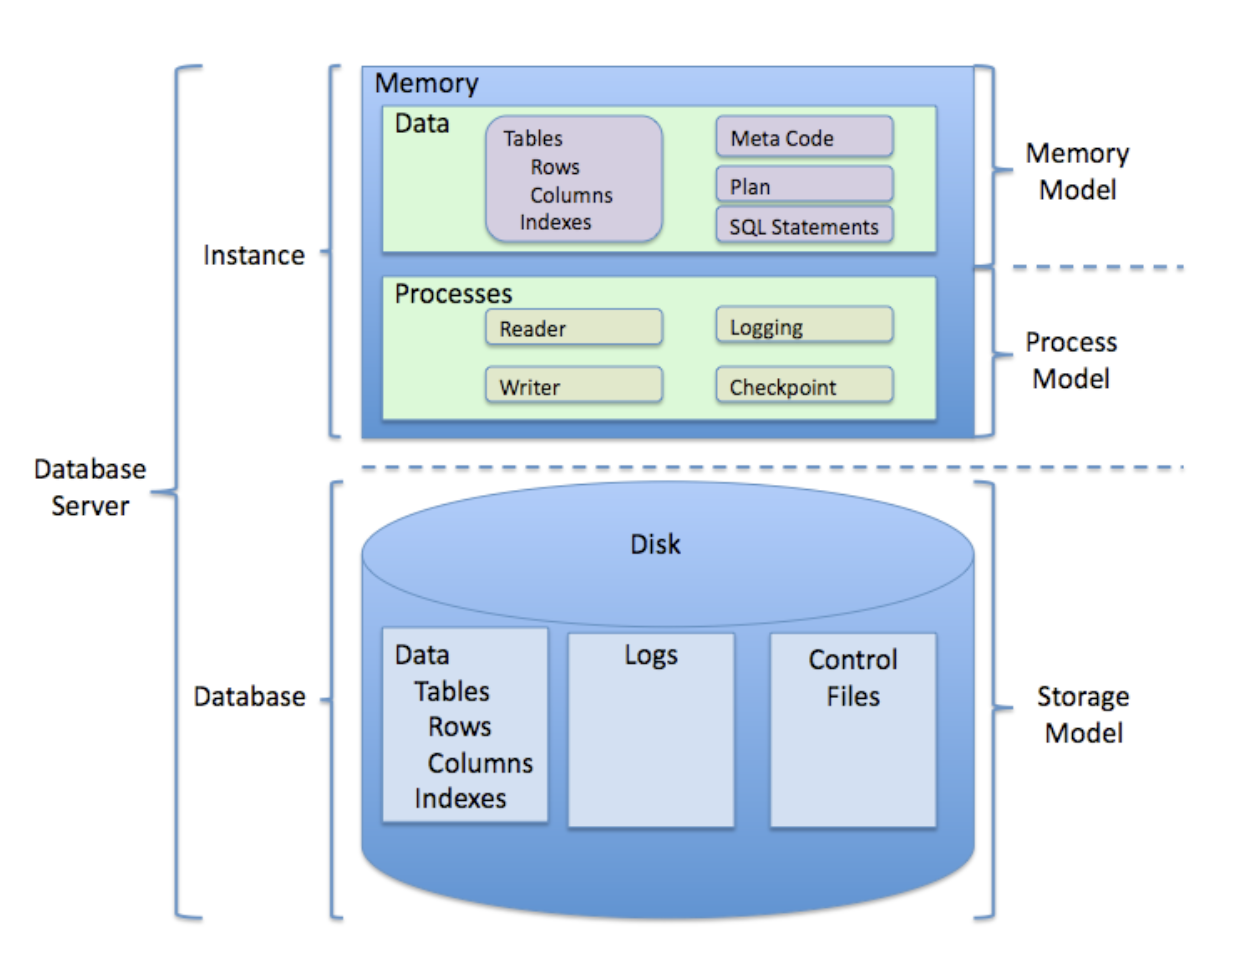 Memory
Data
Tables
Rows
Columns
Indexes
Meta Code
Plan
SQL Statements
Memory
Model
Instance
Processes
Reader
Logging
Writer
Checkpoint
Process
Model
Database
Server
Disk
Data
Tables
Rows
Columns
Indexes
Logs
Control
Files
Database
Storage
Model